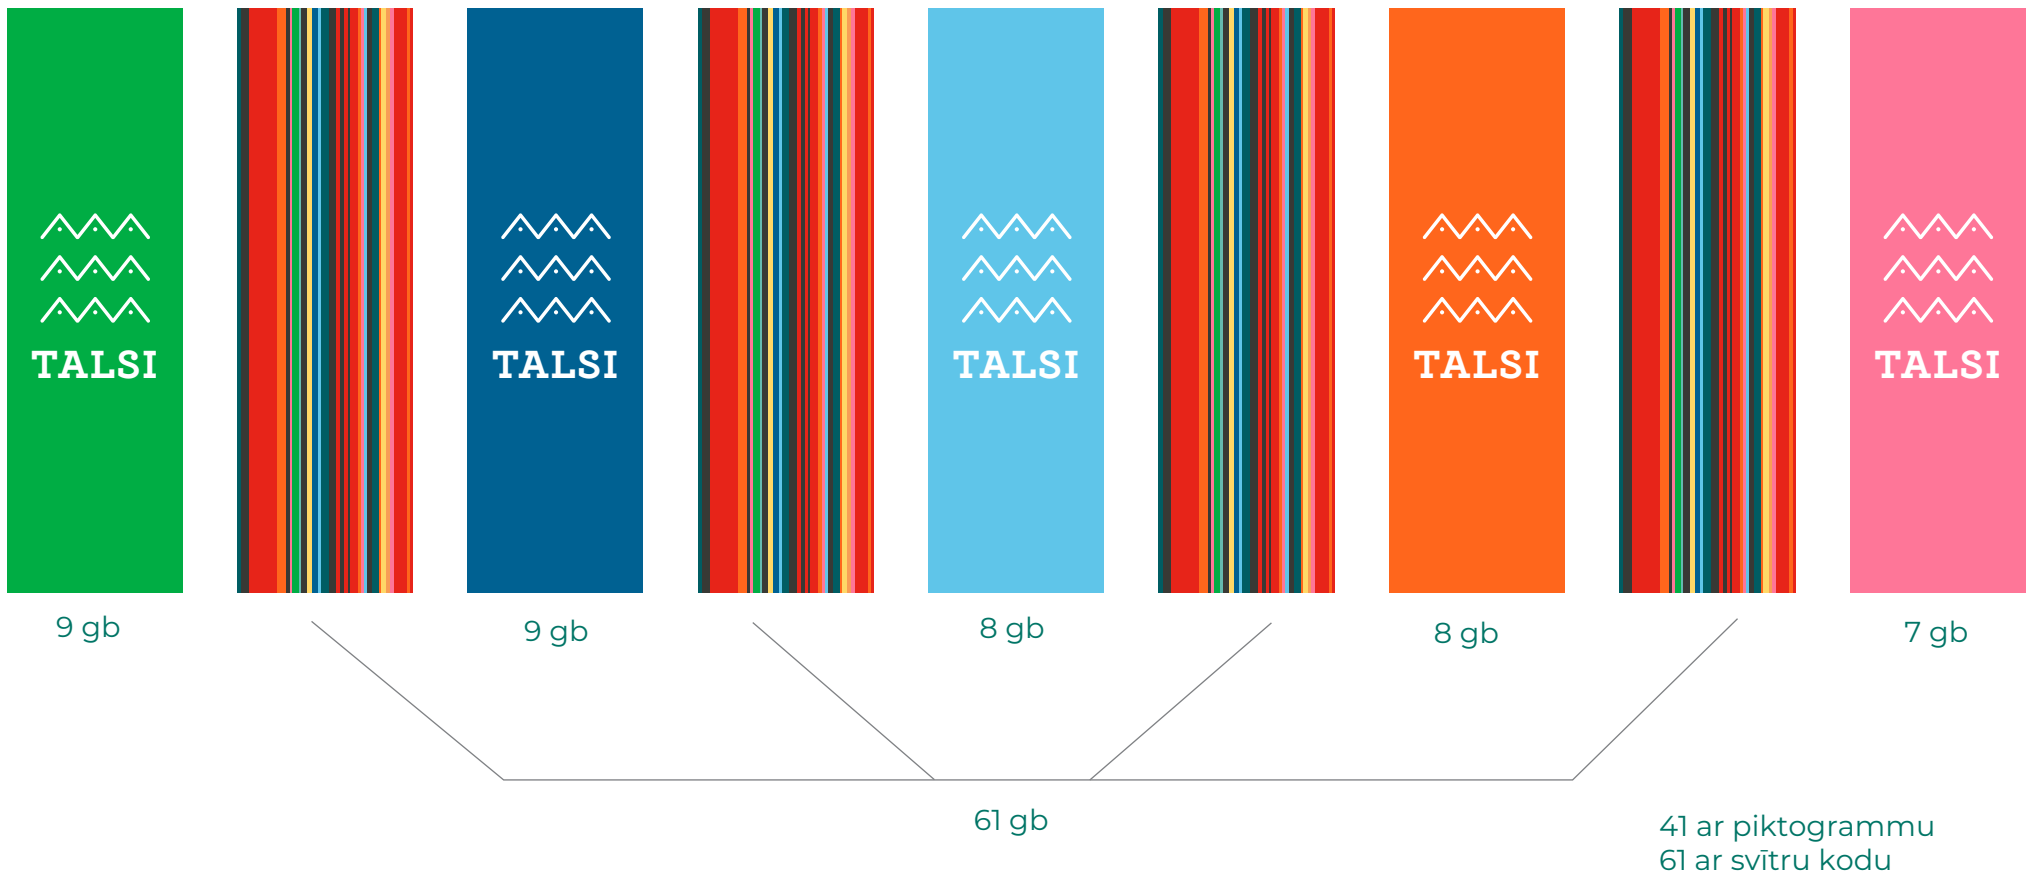 TALSI
TALSI
TALSI
TALSI
TALSI
9 gb
9 gb
8 gb
8 gb
7 gb
61 gb
41 ar piktogrammu
61 ar svītru kodu